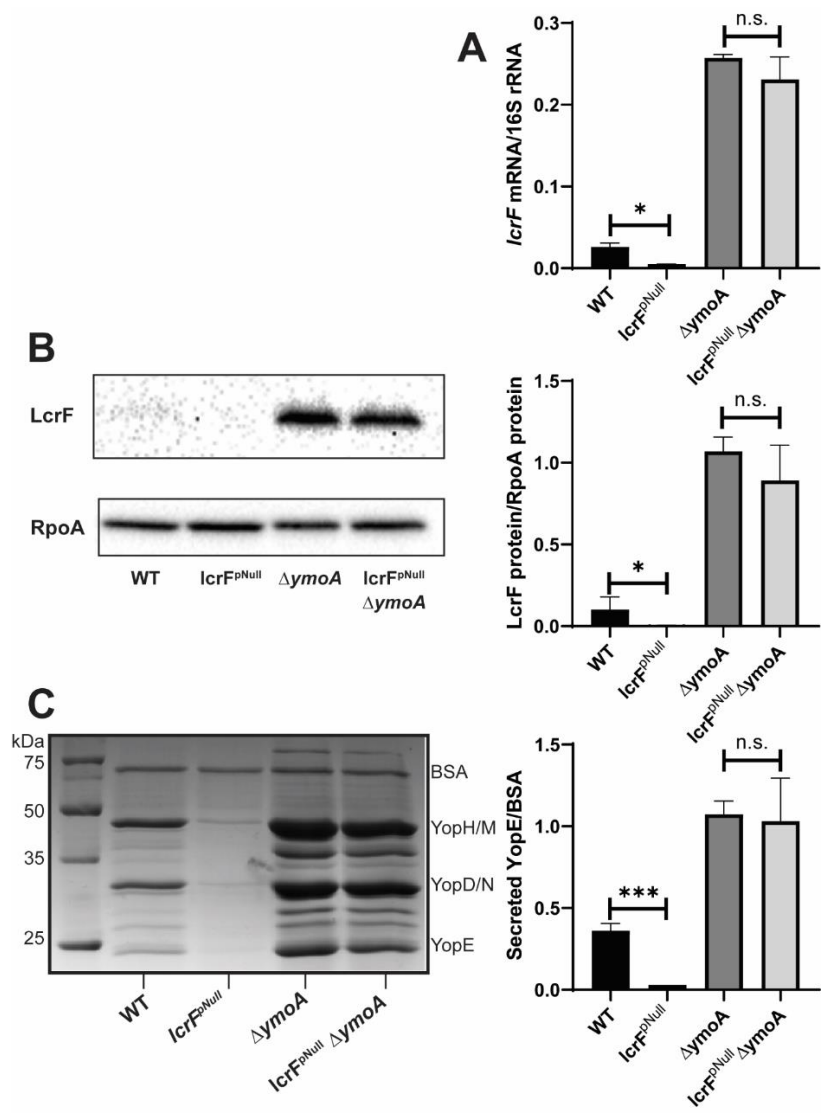 A
lcrF mRNA/16S rRNA
0.3
0.2
0.1
0.0
n.s.
*
WT
lcrFpNull
ΔymoA
lcrFpNull ΔymoA
B
LcrF
RpoA
WT
lcrFpNull
ΔymoA
lcrFpNull
ΔymoA
LcrF protein/RpoA protein
1.5
1.0
0.5
0.0
n.s.
*
WT
lcrFpNull
ΔymoA
lcrFpNull ΔymoA
C
kDa
75
50
35
25
BSA
YopH/M
YopD/N
YopE
WT
lcrFpNull
ΔymoA
lcrFpNull ΔymoA
Secreted YopE/BSA
1.5
1.0
0.5
0.0
n.s.
***
WT
lcrFpNull
ΔymoA
lcrFpNull ΔymoA